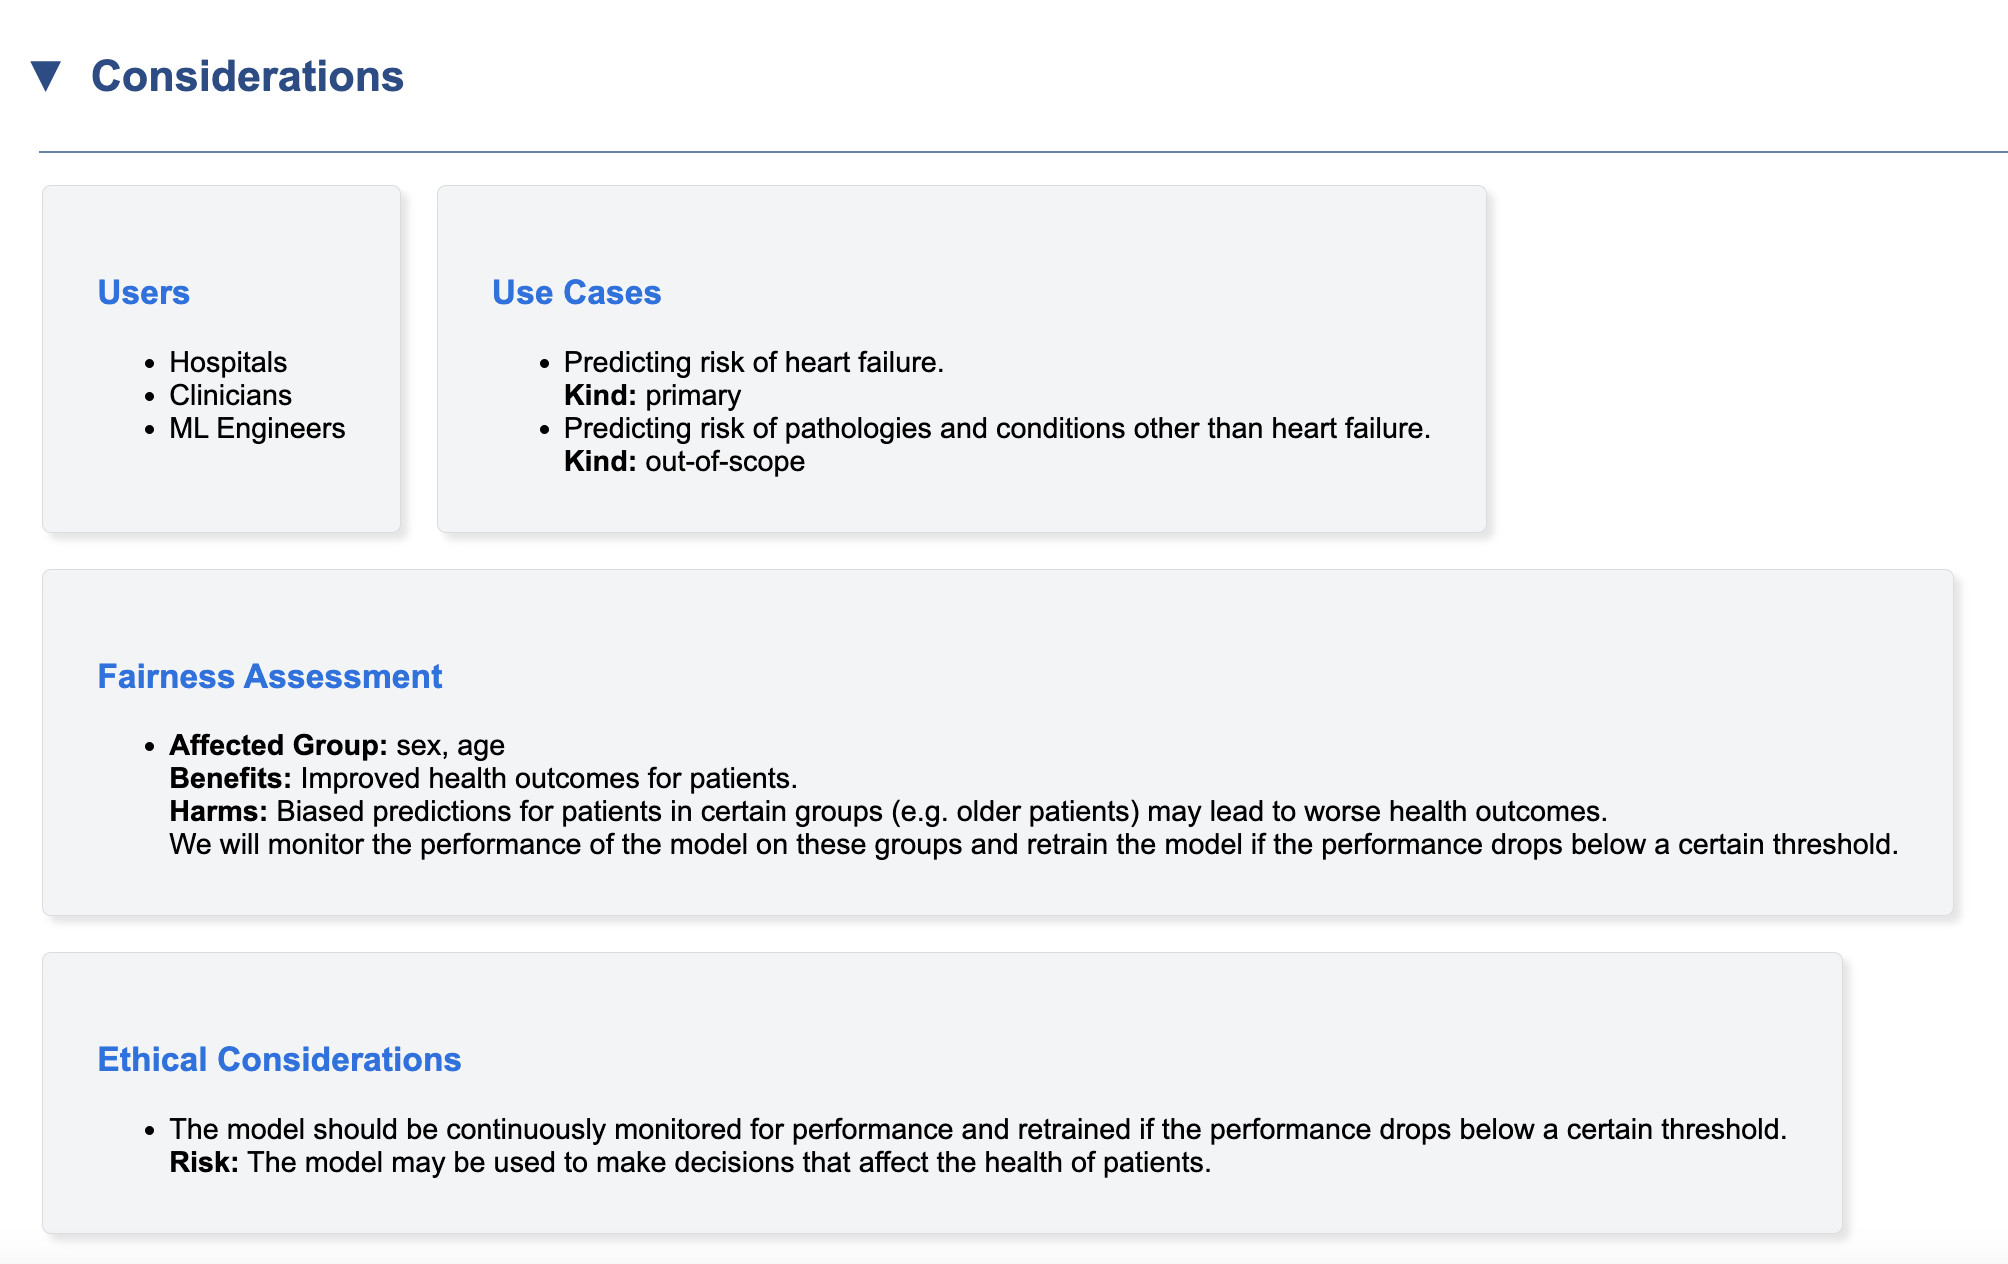 Considerations
Users
Hospitals
Clinicians
ML Engineers
Use Cases
Predicting risk of heart failure.
Kind: primary
Predicting risk of pathologies and conditions other than heart failure.
Kind: out-of-scope
Fairness Assessment
Affected Group: sex, age
Benefits: Improved health outcomes for patients.
Harms: Biased predictions for patients in certain groups (e.g. older patients) may lead to worse health outcomes.
We will monitor the performance of the model on these groups and retrain the model if the performance drops below a certain threshold.
Ethical Considerations
The model should be continuously monitored for performance and retrained if the performance drops below a certain threshold.
Risk: The model may be used to make decisions that affect the health of patients.